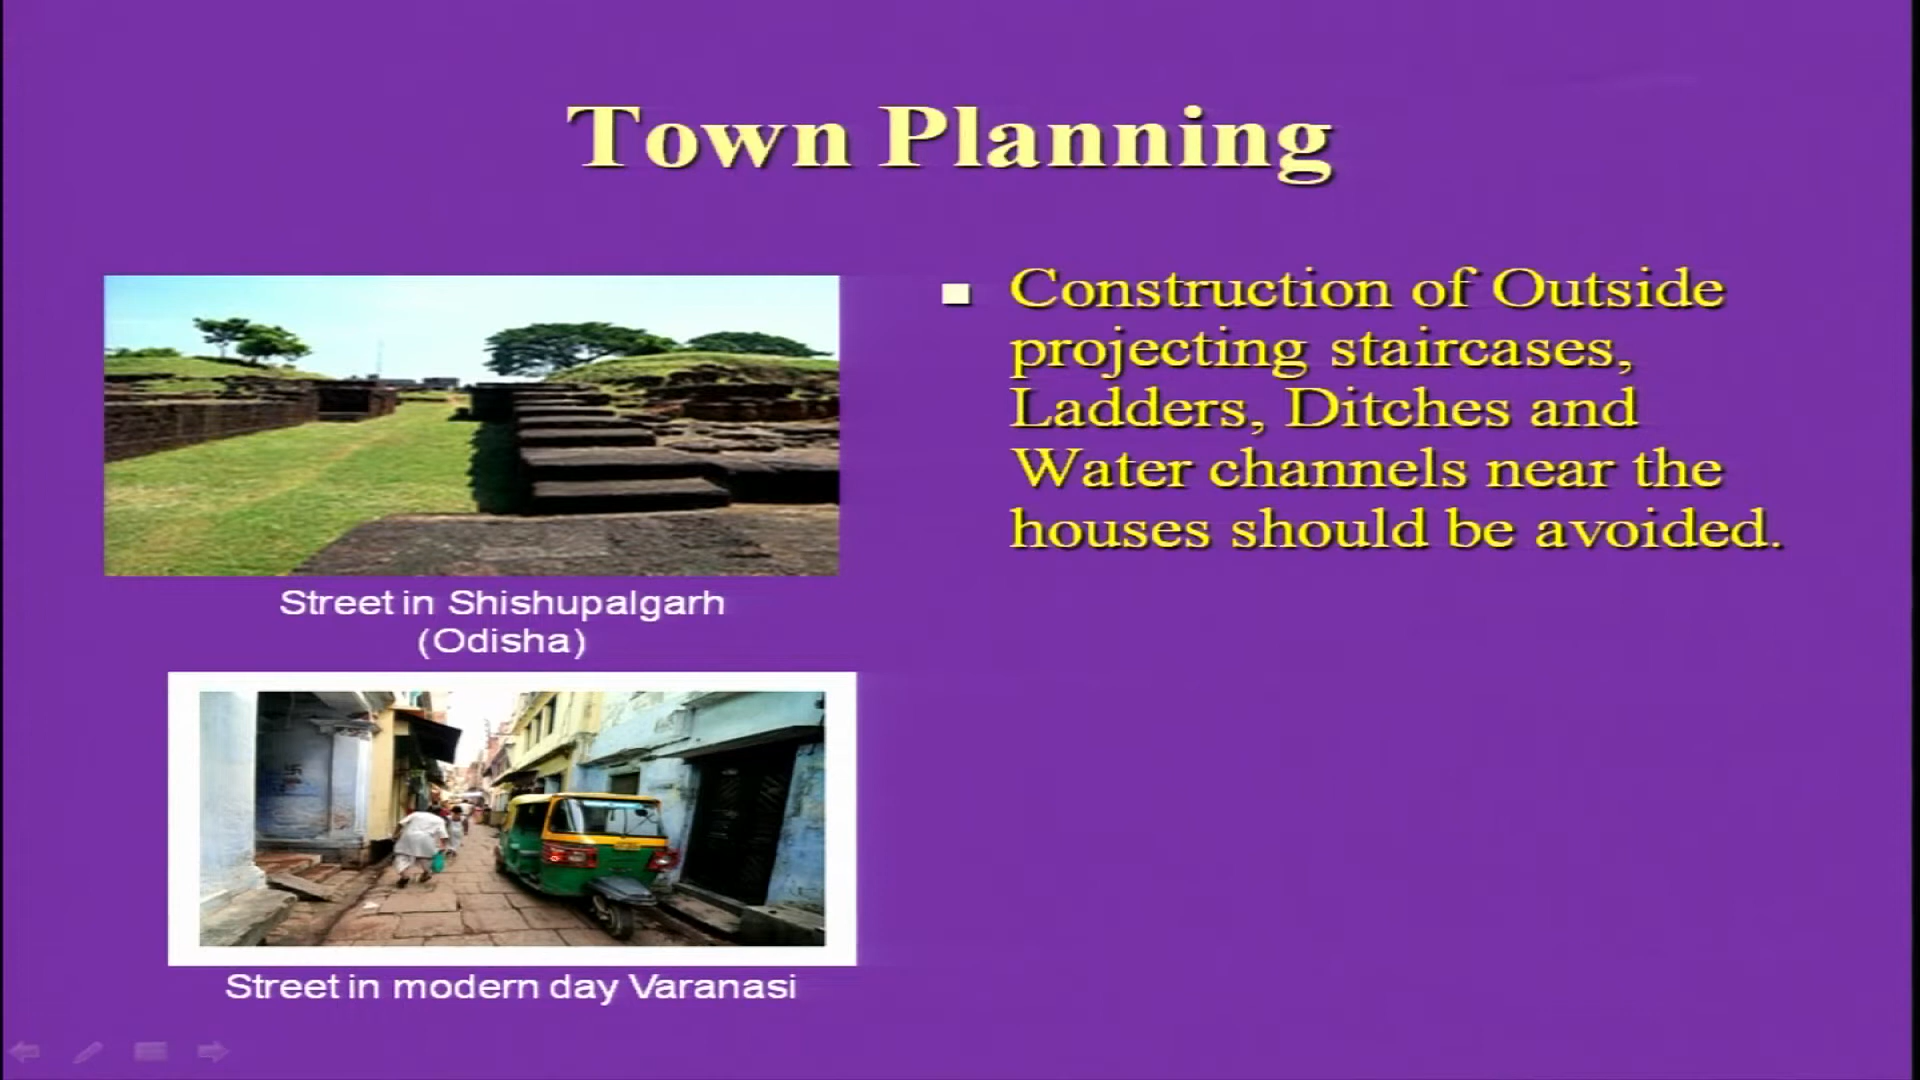 Town Planning
Construction of Outside
projecting staircases,
Ladders, Ditches and
Water channels near the
houses should be avoided.
Street in Shishupalgarh
(Odisha)
Street in modern day Varanasi